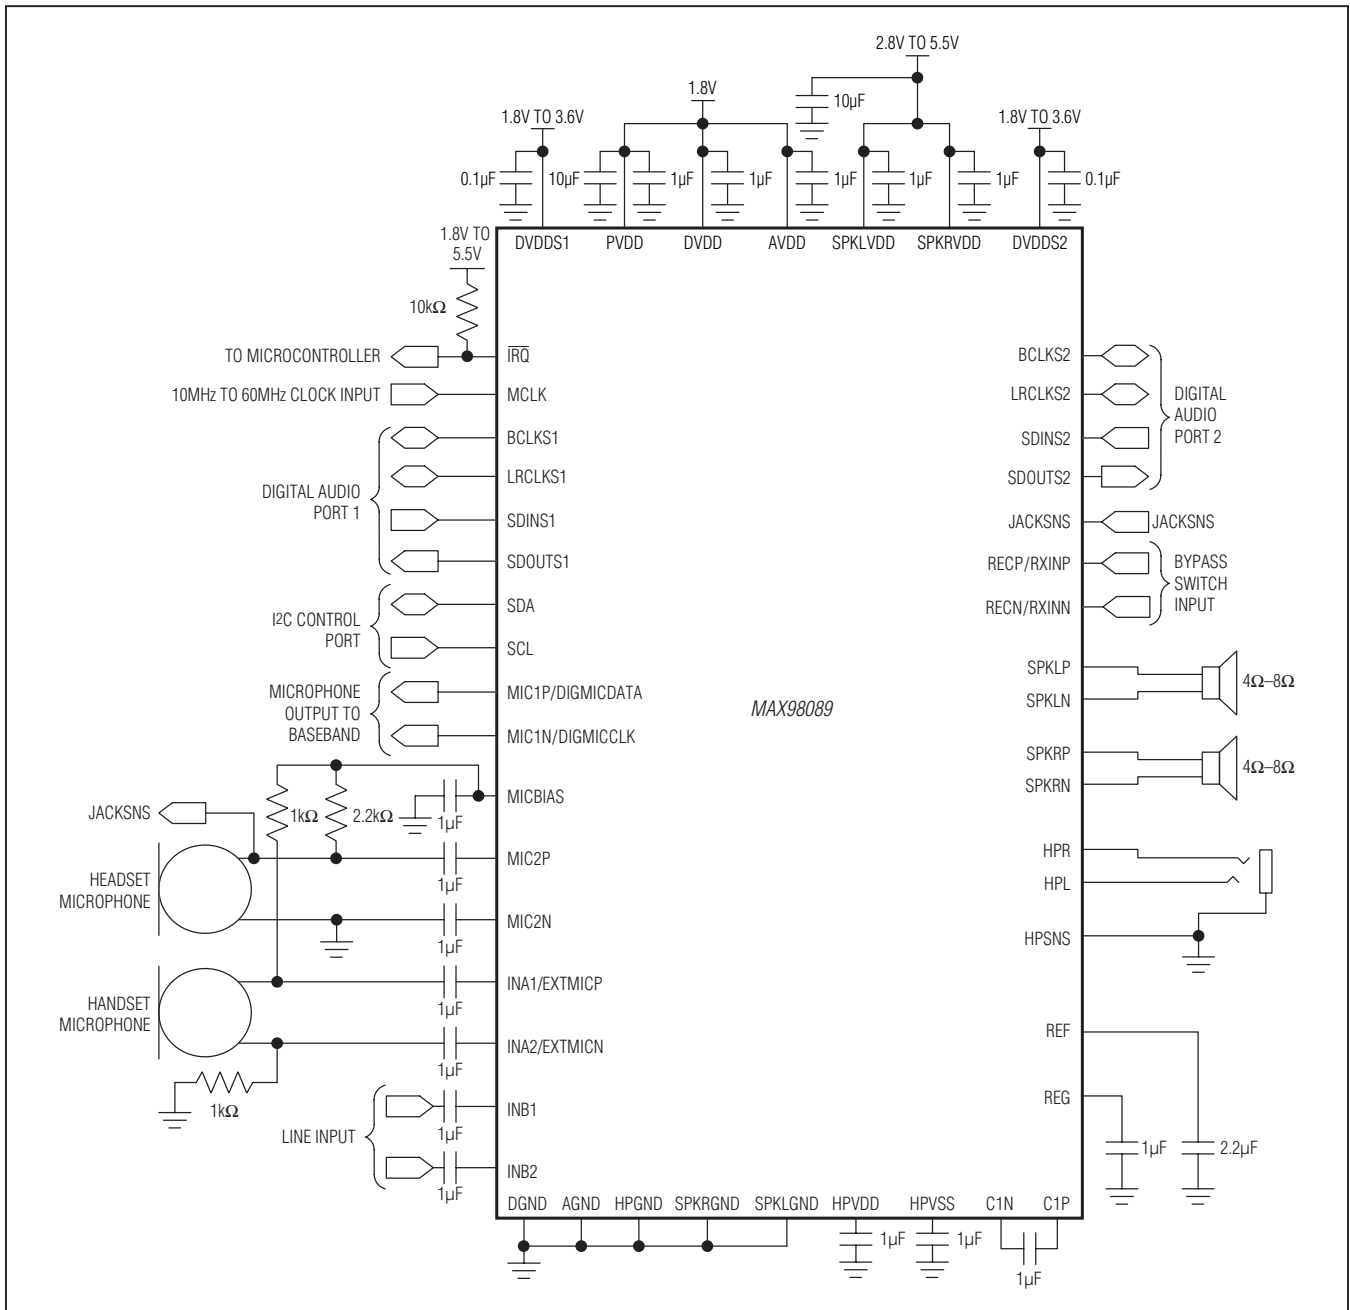 2.8V TO 5.5V
1.8V
10µF
1.8V TO 3.6V
1.8V TO 3.6V
0.1µF
10µF
1µF
1µF
1µF
1µF
1µF
0.1µF
1.8V TO
5.5V
DVDDS1
PVDD
DVDD
AVDD
SPKLVDD
SPKRVDD
DVDDS2
10kΩ
TO MICROCONTROLLER
IRQ
10MHz TO 60MHz CLOCK INPUT
MCLK
DIGITAL AUDIO
PORT 1
BCLKS1
LRCLKS1
SDINS1
SDOUTS1
I²C CONTROL
PORT
SDA
SCL
MICROPHONE
OUTPUT TO
BASEBAND
MIC1P/DIGMICDATA
MIC1N/DIGMICCLK
MICBIAS
1µF
1kΩ
2.2kΩ
JACKSNS
HEADSET
MICROPHONE
MIC2P
1µF
MIC2N
1µF
HANDSET
MICROPHONE
INA1/EXTMICP
1µF
INA2/EXTMICN
1µF
1kΩ
LINE INPUT
INB1
1µF
INB2
1µF
MAX98089
BCLKS2
LRCLKS2
SDINS2
SDOUTS2
DIGITAL
AUDIO
PORT 2
JACKSNS
JACKSNS
RECP/RXINP
RECN/RXINN
BYPASS
SWITCH
INPUT
SPKLP
SPKLN
4Ω–8Ω
SPKRP
SPKRN
4Ω–8Ω
HPR
HPL
HPSNS
REF
REG
1µF
2.2µF
DGND
AGND
HPGND
SPKRGND
SPKLGND
HPVDD
HPVSS
C1N
C1P
1µF
1µF
1µF